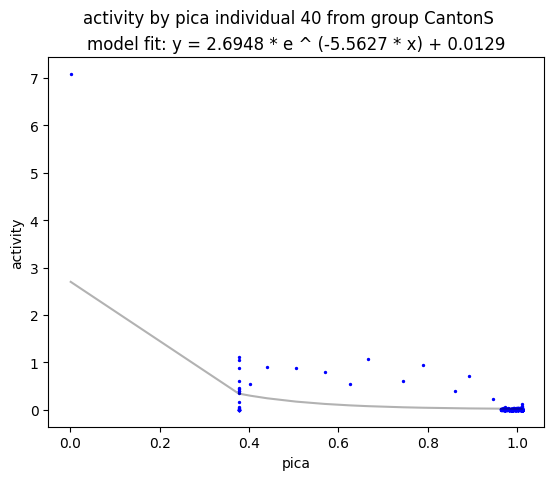 activity by pica individual 40 from group CantonS
model fit: y = 2.6948 * e ^ (-5.5627 * x) + 0.0129
7
6
5
4
3
2
1
0
activity
0.0 0.2 0.4 0.6 0.8 1.0
pica